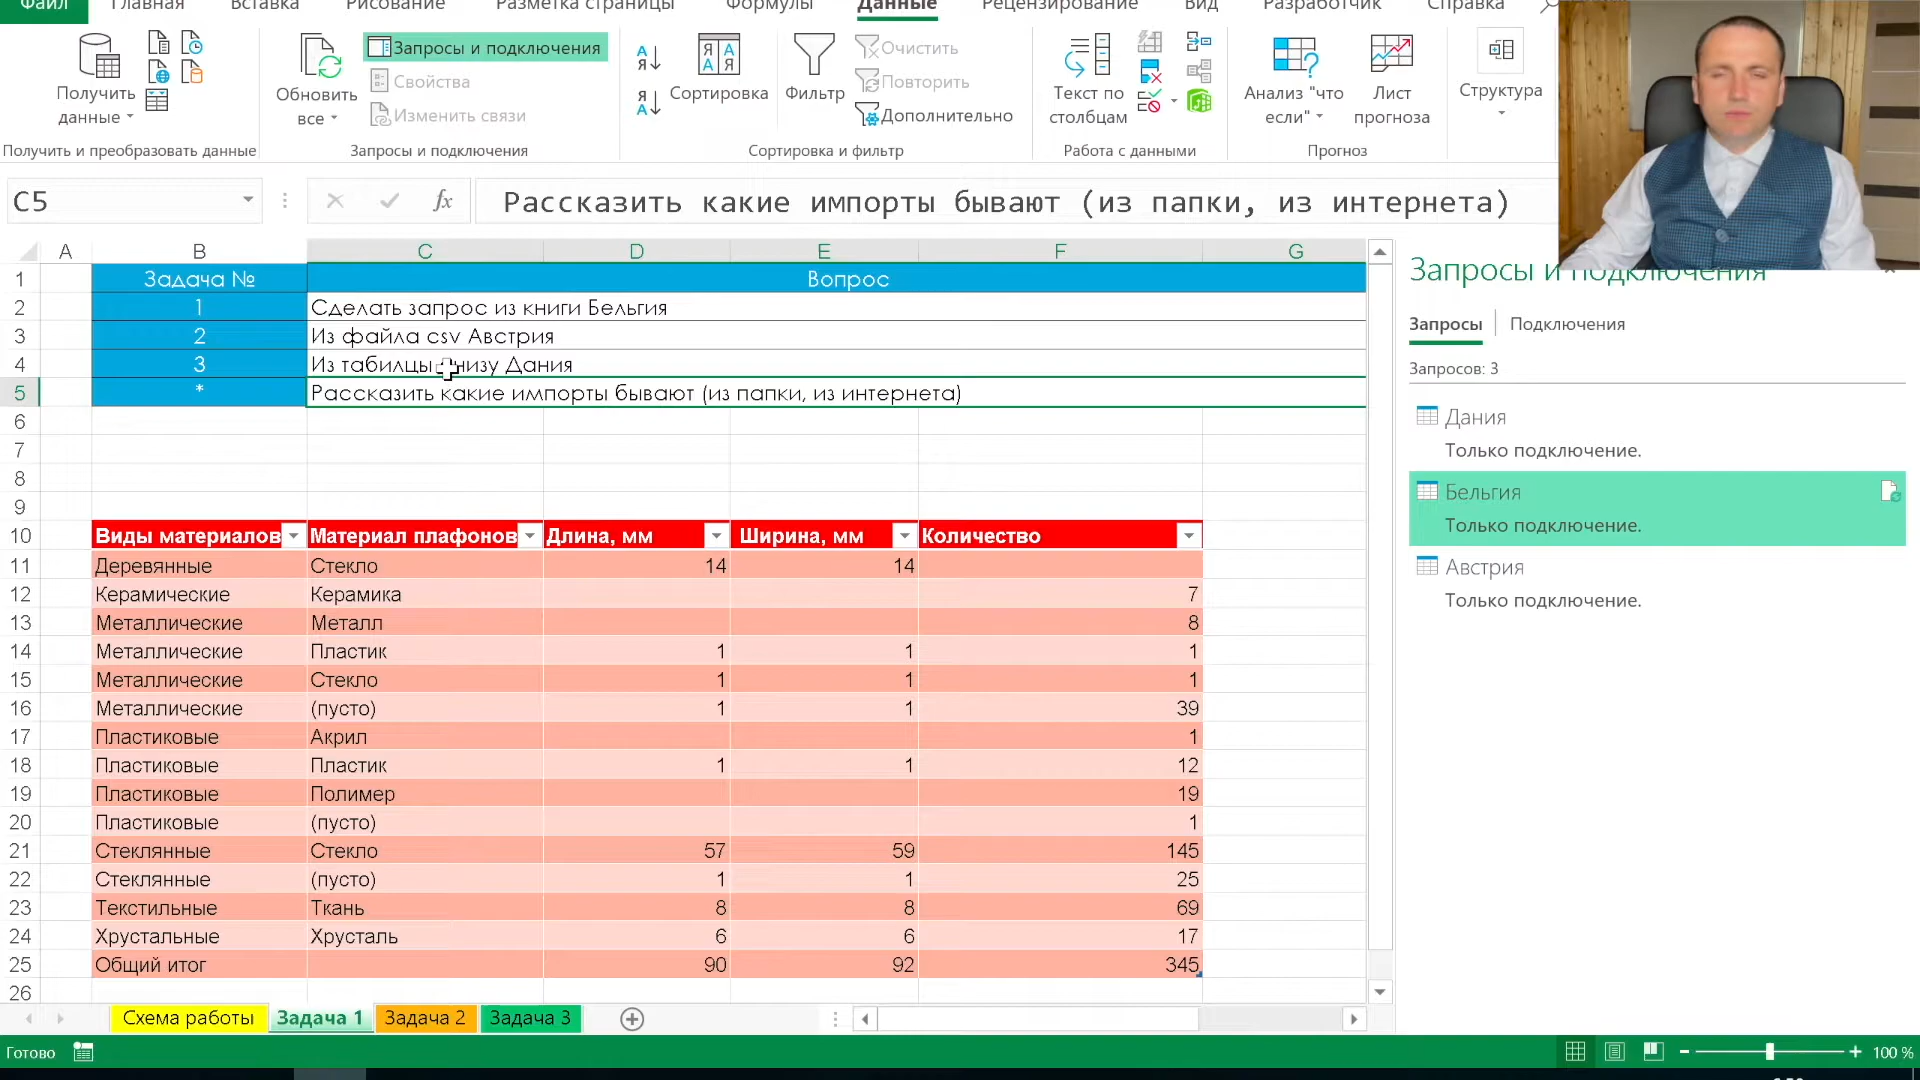 Файл Главная Вставка Рисование Разметка страницы Формулы Данные Рецензирование Вид Разработчик Справка
Получить данные
Обновить все
Запросы и подключения
Свойства
Изменить связи
Сортировка
Фильтр
Очистить
Повторить
Дополнительно
Текст по столбцам
Анализ "что если"
Лист прогноза
Структура
Получить и преобразовать данные Запросы и подключения Сортировка и фильтр Работа с данными Прогноз
C5 fx Рассказить какие импорты бывают (из папки, из интернета)
A B C D E F G
1 Задача № Вопрос
2 1 Сделать запрос из книги Бельгия
3 2 Из файла csv Австрия
4 3 Из табилцы внизу Дания
5 * Рассказить какие импорты бывают (из папки, из интернета)
6
7
8
9
10 Виды материалов Материал плафонов Длина, мм Ширина, мм Количество
11 Деревянные Стекло 14 14
12 Керамические Керамика 7
13 Металлические Металл 8
14 Металлические Пластик 1 1 1
15 Металлические Стекло 1 1 1
16 Металлические (пусто) 1 1 39
17 Пластиковые Акрил 1
18 Пластиковые Пластик 1 1 12
19 Пластиковые Полимер 19
20 Пластиковые (пусто) 1
21 Стеклянные Стекло 57 59 145
22 Стеклянные (пусто) 1 1 25
23 Текстильные Ткань 8 8 69
24 Хрустальные Хрусталь 6 6 17
25 Общий итог 90 92 345
26
Запросы и подключения
Запросы Подключения
Запросов: 3
Дания
Только подключение.
Бельгия
Только подключение.
Австрия
Только подключение.
Схема работы Задача 1 Задача 2 Задача 3
Готово 100 %